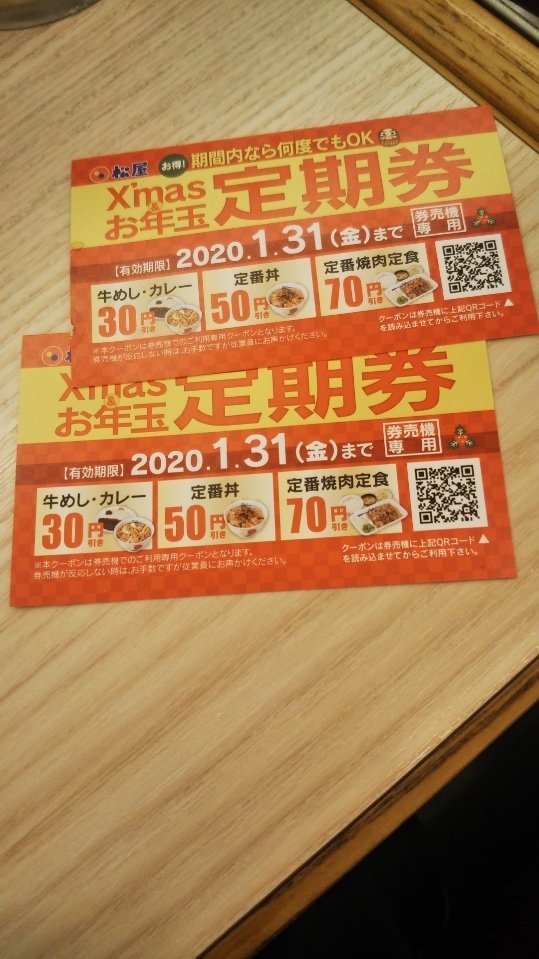 松屋 お得! 期間内なら何度でもOK
X'mas
&
お年玉
定期券
【有効期限】2020.1.31(金)まで
券売機
専用
牛めし・カレー
30円引き
定番丼
50円引き
定番焼肉定食
70円引き
※本クーポンは券売機でのご利用専用クーポンとなります。
券売機が反応しない時は、お手数ですが従業員にお声がけください。
クーポンは券売機に上記QRコード▲
を読み込ませてからご利用下さい。
X'mas
&
お年玉
定期券
【有効期限】2020.1.31(金)まで
券売機
専用
牛めし・カレー
30円引き
定番丼
50円引き
定番焼肉定食
70円引き
※本クーポンは券売機でのご利用専用クーポンとなります。
券売機が反応しない時は、お手数ですが従業員にお声がけください。
クーポンは券売機に上記QRコード▲
を読み込ませてからご利用下さい。